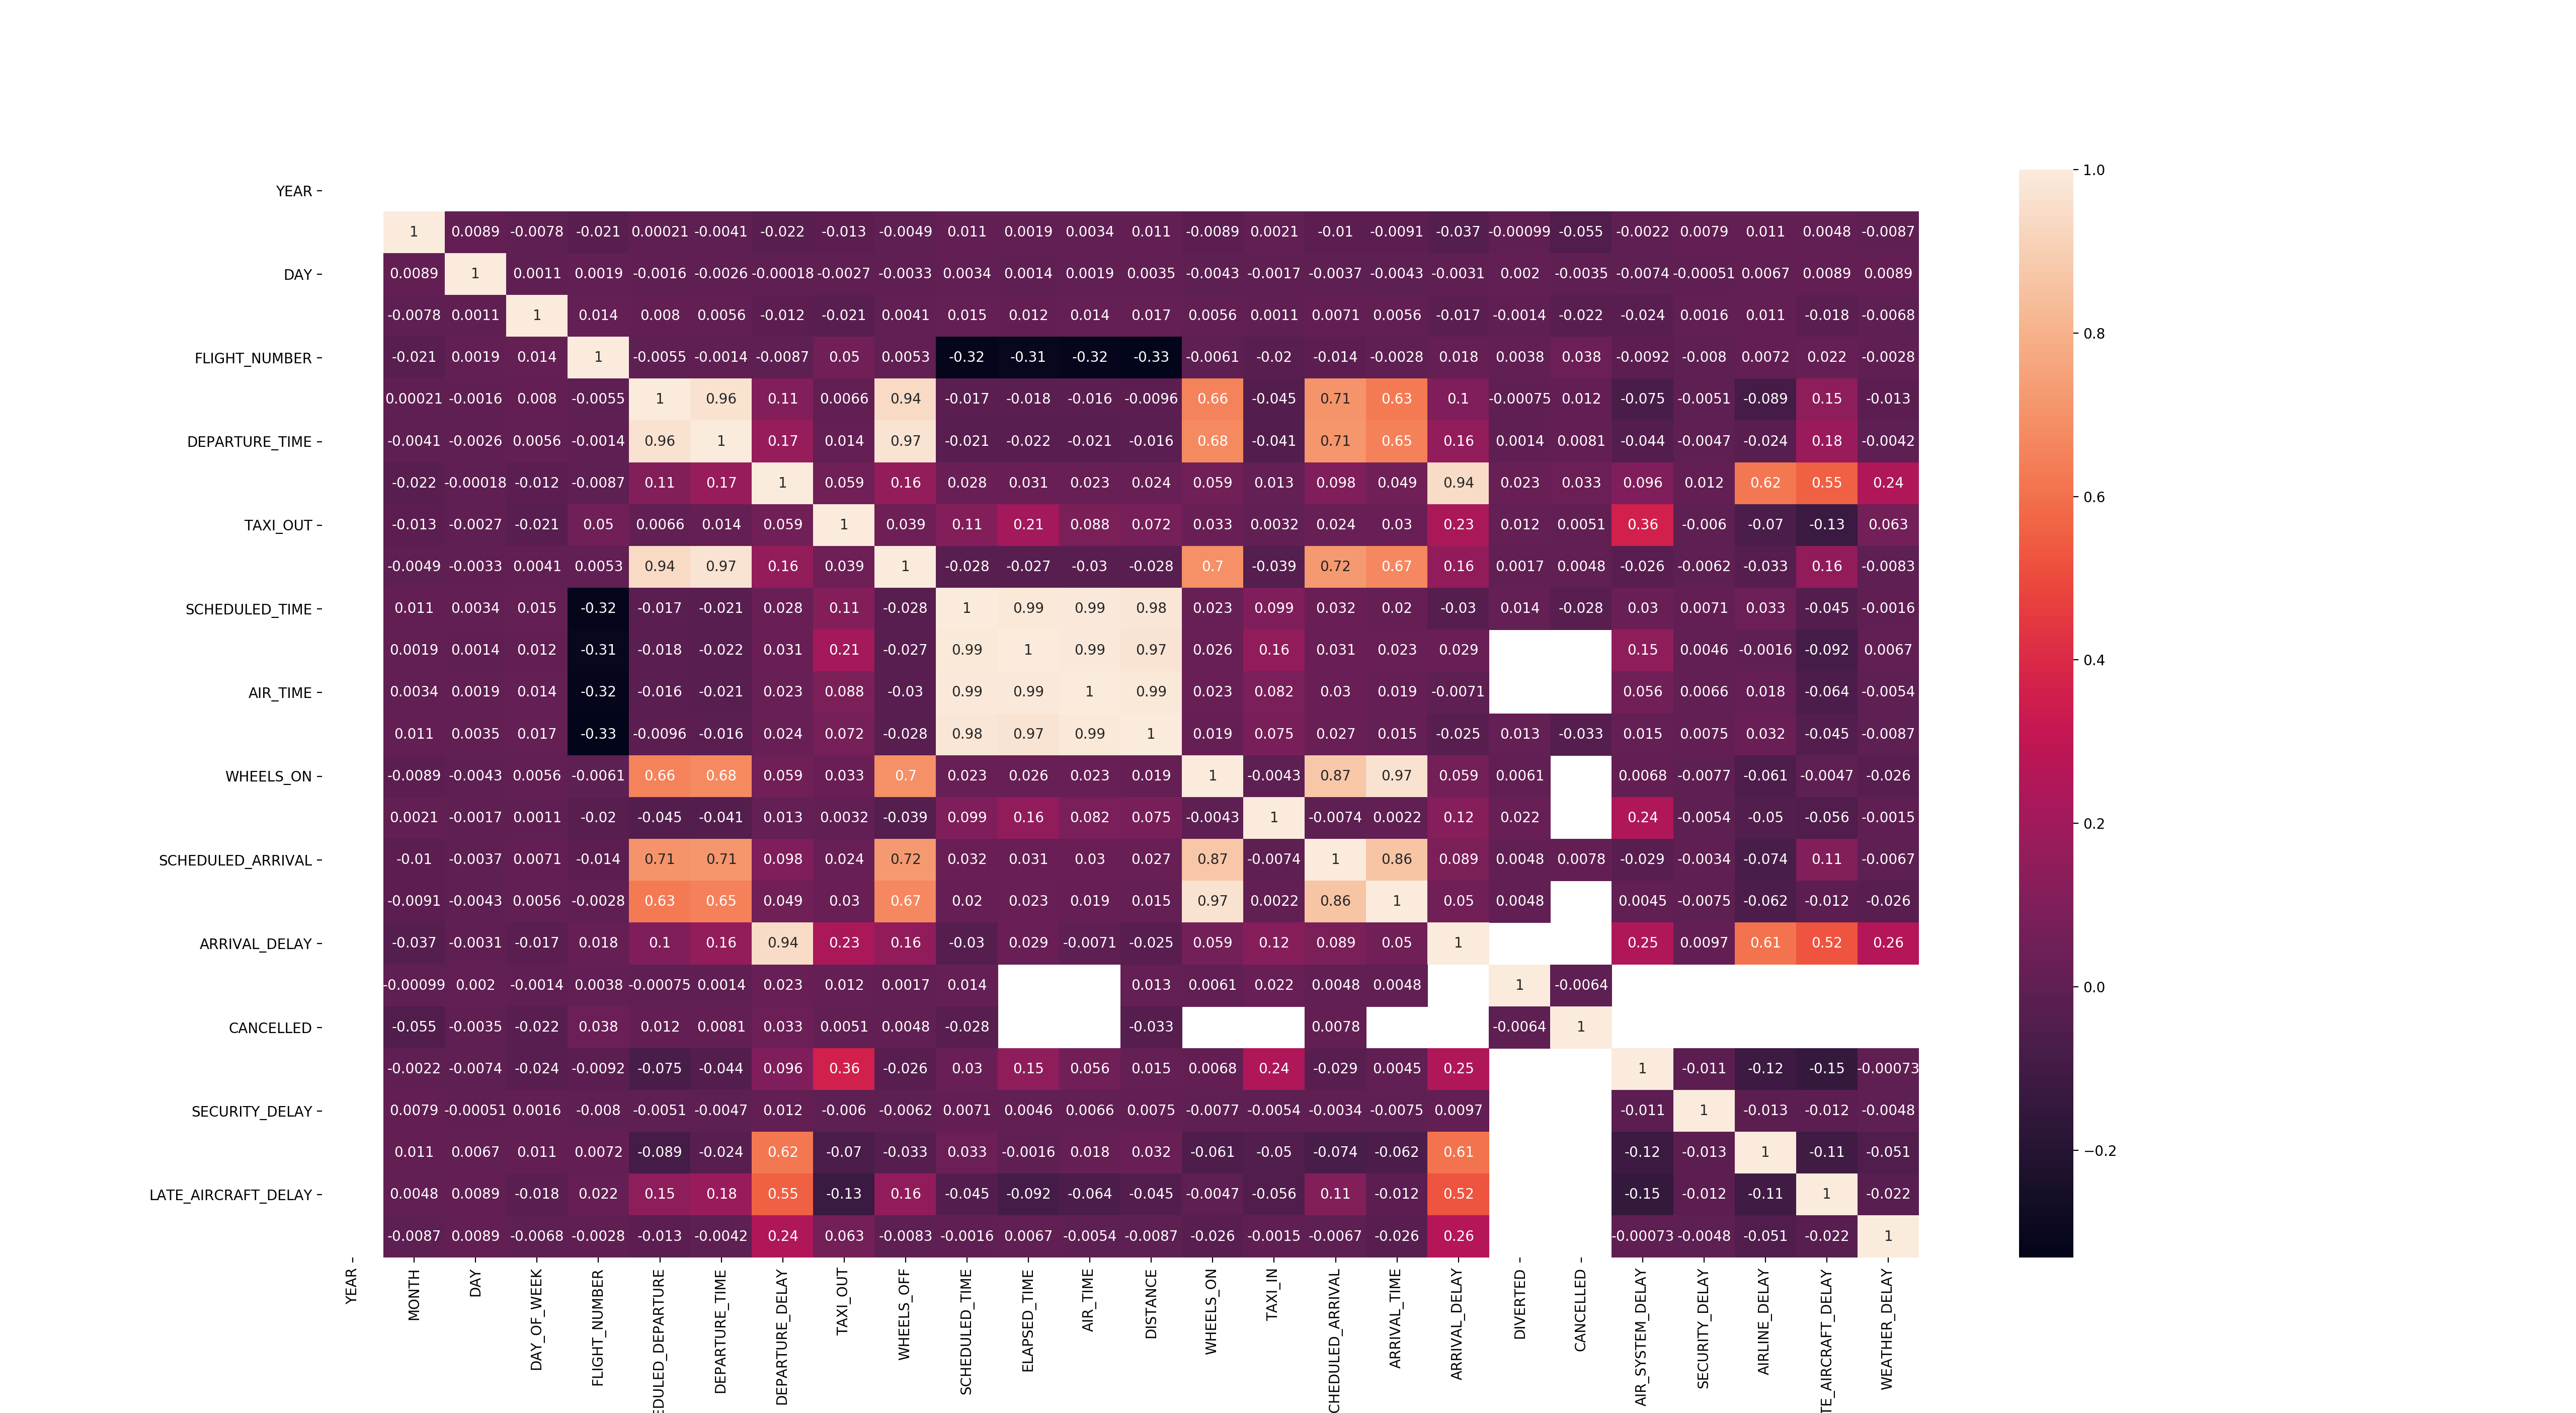 YEAR
1 0.0089 -0.0078 -0.021 0.00021 -0.0041 -0.022 -0.013 -0.0049 0.011 0.0019 0.0034 0.011 -0.0089 0.0021 -0.01 -0.0091 -0.037 -0.00099 -0.055 -0.0022 0.0079 0.011 0.0048 -0.0087
DAY 0.0089 1 0.0011 0.0019 -0.0016 -0.0026 -0.00018 -0.0027 -0.0033 0.0034 0.0014 0.0019 0.0035 -0.0043 -0.0017 -0.0037 -0.0043 -0.0031 0.002 -0.0035 -0.0074 -0.00051 0.0067 0.0089 0.0089
-0.0078 0.0011 1 0.014 0.008 0.0056 -0.012 -0.021 0.0041 0.015 0.012 0.014 0.017 0.0056 0.0011 0.0071 0.0056 -0.017 -0.0014 -0.022 -0.024 0.0016 0.011 -0.018 -0.0068
FLIGHT_NUMBER -0.021 0.0019 0.014 1 -0.0055 -0.0014 -0.0087 0.05 0.0053 -0.32 -0.31 -0.32 -0.33 -0.0061 -0.02 -0.014 -0.0028 0.018 0.0038 0.038 -0.0092 -0.008 0.0072 0.022 -0.0028
0.00021 -0.0016 0.008 -0.0055 1 0.96 0.11 0.0066 0.94 -0.017 -0.018 -0.016 -0.0096 0.66 -0.045 0.71 0.63 0.1 -0.00075 0.012 -0.075 -0.0051 -0.089 0.15 -0.013
DEPARTURE_TIME -0.0041 -0.0026 0.0056 -0.0014 0.96 1 0.17 0.014 0.97 -0.021 -0.022 -0.021 -0.016 0.68 -0.041 0.71 0.65 0.16 0.0014 0.0081 -0.044 -0.0047 -0.024 0.18 -0.0042
-0.022 -0.00018 -0.012 -0.0087 0.11 0.17 1 0.059 0.16 0.028 0.031 0.023 0.024 0.059 0.013 0.098 0.049 0.94 0.023 0.033 0.096 0.012 0.62 0.55 0.24
TAXI_OUT -0.013 -0.0027 -0.021 0.05 0.0066 0.014 0.059 1 0.039 0.11 0.21 0.088 0.072 0.033 0.0032 0.024 0.03 0.23 0.012 0.0051 0.36 -0.006 -0.07 -0.13 0.063
-0.0049 -0.0033 0.0041 0.0053 0.94 0.97 0.16 0.039 1 -0.028 -0.027 -0.03 -0.028 0.7 -0.039 0.72 0.67 0.16 0.0017 0.0048 -0.026 -0.0062 -0.033 0.16 -0.0083
SCHEDULED_TIME 0.011 0.0034 0.015 -0.32 -0.017 -0.021 0.028 0.11 -0.028 1 0.99 0.99 0.98 0.023 0.099 0.032 0.02 -0.03 0.014 -0.028 0.03 0.0071 0.033 -0.045 -0.0016
0.0019 0.0014 0.012 -0.31 -0.018 -0.022 0.031 0.21 -0.027 0.99 1 0.99 0.97 0.026 0.16 0.031 0.023 0.029 0.15 0.0046 -0.0016 -0.092 0.0067
AIR_TIME 0.0034 0.0019 0.014 -0.32 -0.016 -0.021 0.023 0.088 -0.03 0.99 0.99 1 0.99 0.023 0.082 0.03 0.019 -0.0071 0.056 0.0066 0.018 -0.064 -0.0054
0.011 0.0035 0.017 -0.33 -0.0096 -0.016 0.024 0.072 -0.028 0.98 0.97 0.99 1 0.019 0.075 0.027 0.015 -0.025 0.013 -0.033 0.015 0.0075 0.032 -0.045 -0.0087
WHEELS_ON -0.0089 -0.0043 0.0056 -0.0061 0.66 0.68 0.059 0.033 0.7 0.023 0.026 0.023 0.019 1 -0.0043 0.87 0.97 0.059 0.0061 0.0068 -0.0077 -0.061 -0.0047 -0.026
0.0021 -0.0017 0.0011 -0.02 -0.045 -0.041 0.013 0.0032 -0.039 0.099 0.16 0.082 0.075 -0.0043 1 -0.0074 0.0022 0.12 0.022 0.24 -0.0054 -0.05 -0.056 -0.0015
SCHEDULED_ARRIVAL -0.01 -0.0037 0.0071 -0.014 0.71 0.71 0.098 0.024 0.72 0.032 0.031 0.03 0.027 0.87 -0.0074 1 0.86 0.089 0.0048 0.0078 -0.029 -0.0034 -0.074 0.11 -0.0067
-0.0091 -0.0043 0.0056 -0.0028 0.63 0.65 0.049 0.03 0.67 0.02 0.023 0.019 0.015 0.97 0.0022 0.86 1 0.05 0.0048 0.0045 -0.0075 -0.062 -0.012 -0.026
ARRIVAL_DELAY -0.037 -0.0031 -0.017 0.018 0.1 0.16 0.94 0.23 0.16 -0.03 0.029 -0.0071 -0.025 0.059 0.12 0.089 0.05 1 0.25 0.0097 0.61 0.52 0.26
-0.00099 0.002 -0.0014 0.0038 -0.00075 0.0014 0.023 0.012 0.0017 0.014 0.013 0.0061 0.022 0.0048 0.0048 1 -0.0064
CANCELLED -0.055 -0.0035 -0.022 0.038 0.012 0.0081 0.033 0.0051 0.0048 -0.028 -0.033 0.0078 -0.0064 1
-0.0022 -0.0074 -0.024 -0.0092 -0.075 -0.044 0.096 0.36 -0.026 0.03 0.15 0.056 0.015 0.0068 0.24 -0.029 0.0045 0.25 1 -0.011 -0.12 -0.15 -0.00073
SECURITY_DELAY 0.0079 -0.00051 0.0016 -0.008 -0.0051 -0.0047 0.012 -0.006 -0.0062 0.0071 0.0046 0.0066 0.0075 -0.0077 -0.0054 -0.0034 -0.0075 0.0097 -0.011 1 -0.013 -0.012 -0.0048
0.011 0.0067 0.011 0.0072 -0.089 -0.024 0.62 -0.07 -0.033 0.033 -0.0016 0.018 0.032 -0.061 -0.05 -0.074 -0.062 0.61 -0.12 -0.013 1 -0.11 -0.051
LATE_AIRCRAFT_DELAY 0.0048 0.0089 -0.018 0.022 0.15 0.18 0.55 -0.13 0.16 -0.045 -0.092 -0.064 -0.045 -0.0047 -0.056 0.11 -0.012 0.52 -0.15 -0.012 -0.11 1 -0.022
-0.0087 0.0089 -0.0068 -0.0028 -0.013 -0.0042 0.24 0.063 -0.0083 -0.0016 0.0067 -0.0054 -0.0087 -0.026 -0.0015 -0.0067 -0.026 0.26 -0.00073 -0.0048 -0.051 -0.022 1
YEAR
MONTH
DAY
DAY_OF_WEEK
FLIGHT_NUMBER
EDULED_DEPARTURE
DEPARTURE_TIME
DEPARTURE_DELAY
TAXI_OUT
WHEELS_OFF
SCHEDULED_TIME
ELAPSED_TIME
AIR_TIME
DISTANCE
WHEELS_ON
TAXI_IN
CHEDULED_ARRIVAL
ARRIVAL_TIME
ARRIVAL_DELAY
DIVERTED
CANCELLED
AIR_SYSTEM_DELAY
SECURITY_DELAY
AIRLINE_DELAY
TE_AIRCRAFT_DELAY
WEATHER_DELAY
1.0
0.8
0.6
0.4
0.2
0.0
−0.2